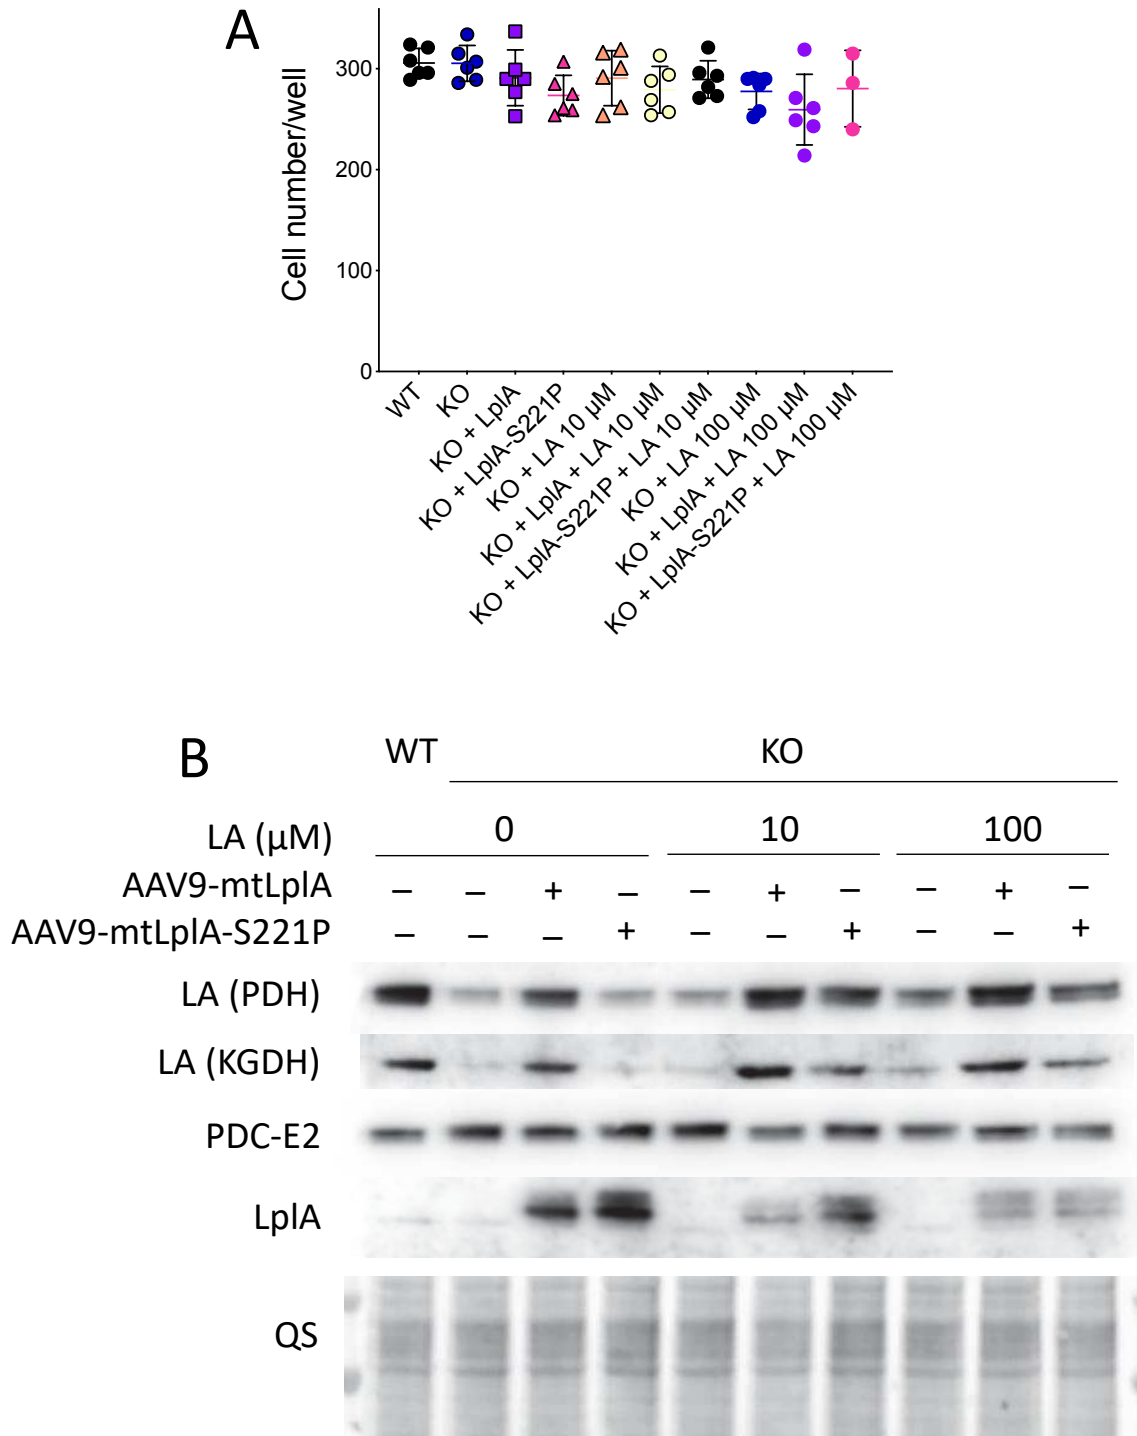 A
Cell number/well
300
200
100
0
WT
KO
KO + LplA
KO + LplA-S221P
KO + LA 10 µM
KO + LplA + LA 10 µM
KO + LplA-S221P + LA 10 µM
KO + LA 100 µM
KO + LplA + LA 100 µM
KO + LplA-S221P + LA 100 µM
B
WT KO
LA (µM) 0 10 100
AAV9-mtLplA – – + – – + – – + –
AAV9-mtLplA-S221P – – – + – – + – – +
LA (PDH)
LA (KGDH)
PDC-E2
LplA
QS